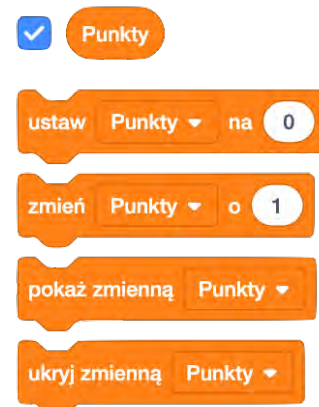 Punkty
ustaw Punkty na 0
zmień Punkty o 1
pokaż zmienną Punkty
ukryj zmienną Punkty